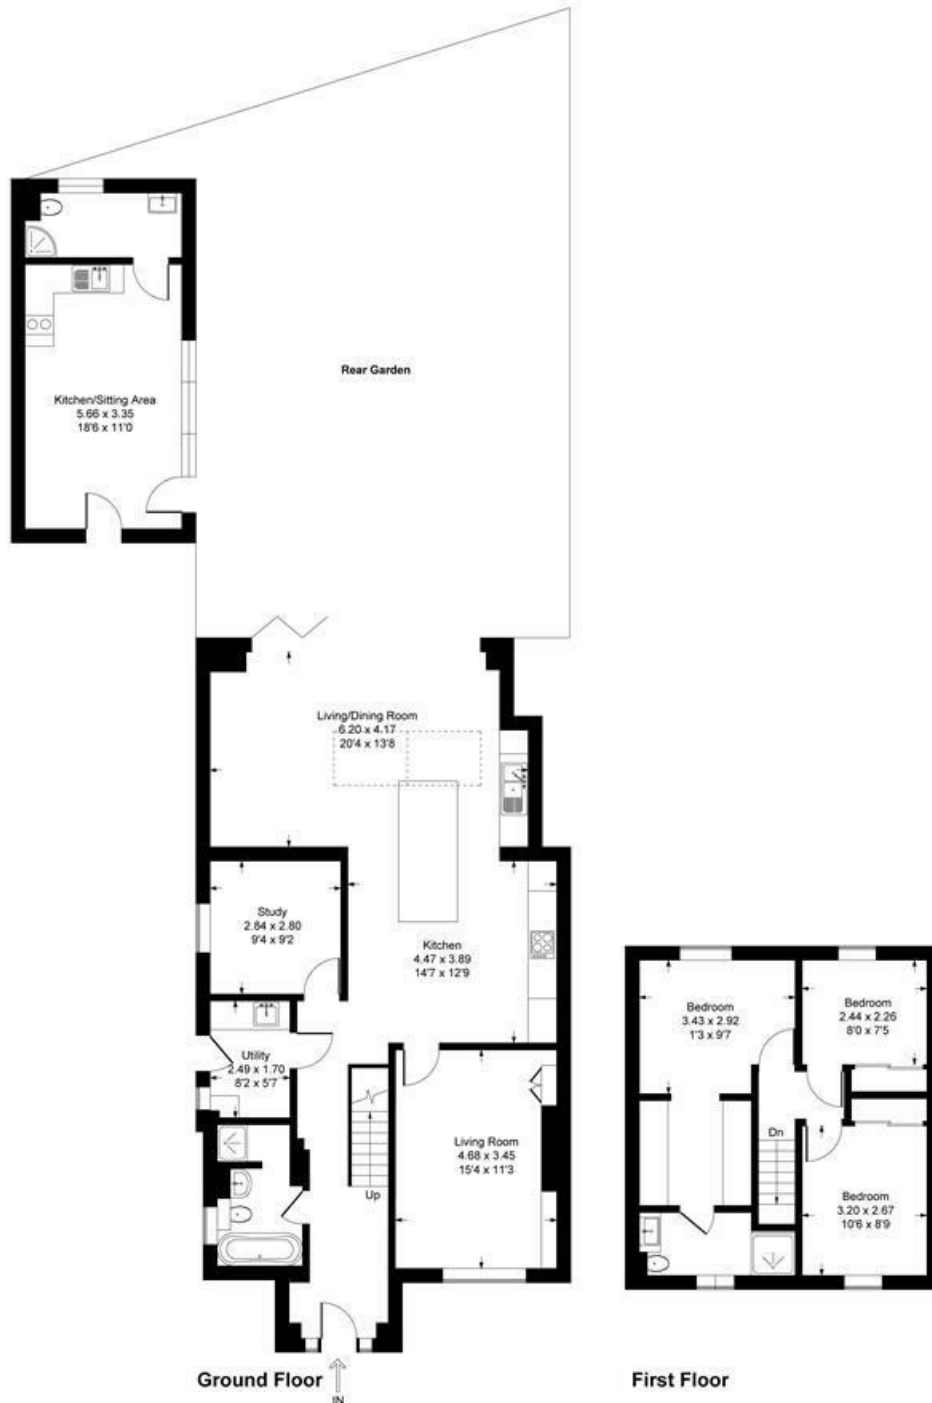 Rear Garden
Kitchen/Sitting Area
5.66 x 3.35
18'6 x 11'0
Living/Dining Room
6.20 x 4.17
20'4 x 13'8
Study
2.84 x 2.80
9'4 x 9'2
Kitchen
4.47 x 3.89
14'7 x 12'9
Utility
2.49 x 1.70
8'2 x 5'7
Living Room
4.68 x 3.45
15'4 x 11'3
Up
Ground Floor
IN
Bedroom
3.43 x 2.92
1'3 x 9'7
Bedroom
2.44 x 2.26
8'0 x 7'5
Dn
Bedroom
3.20 x 2.67
10'6 x 8'9
First Floor